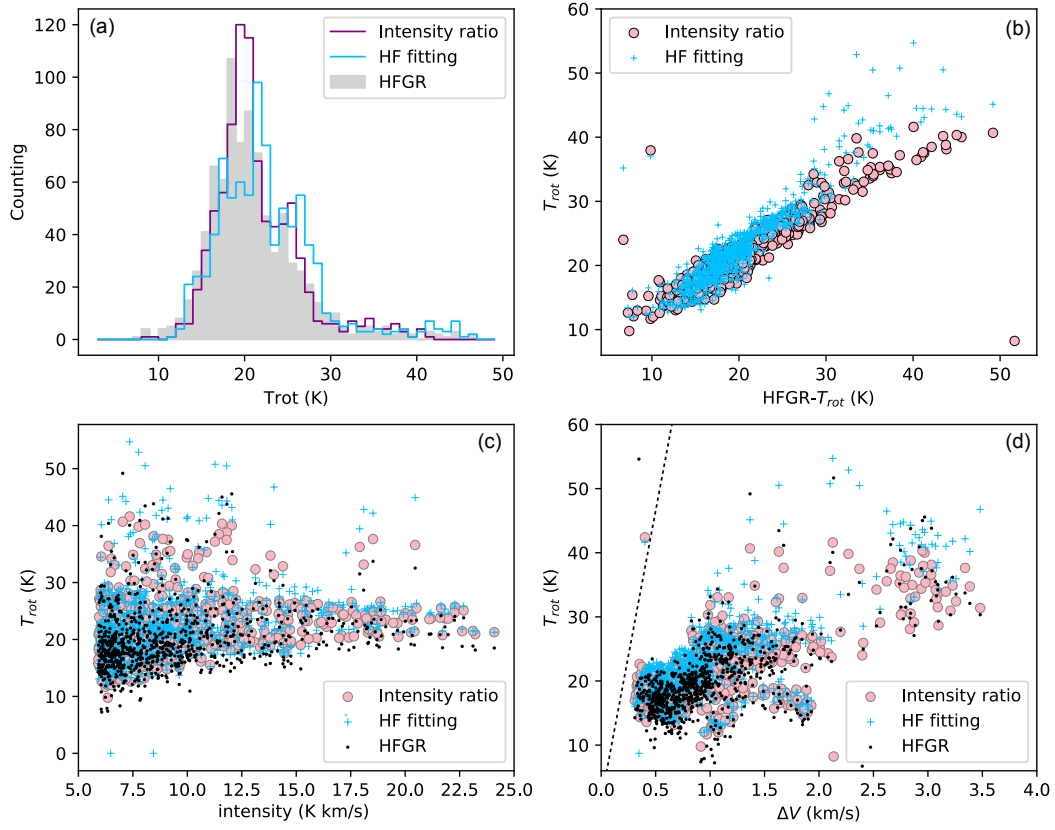 (a)
Intensity ratio
HF fitting
HFGR
120
100
80
60
40
20
0
Counting
10
20
30
40
50
Trot (K)
(b)
Intensity ratio
HF fitting
60
50
40
30
20
10
T_rot (K)
10
20
30
40
50
HFGR-T_rot (K)
(c)
50
40
30
20
10
0
T_rot (K)
Intensity ratio
HF fitting
HFGR
5.0
7.5
10.0
12.5
15.0
17.5
20.0
22.5
25.0
intensity (K km/s)
(d)
60
50
40
30
20
10
T_rot (K)
Intensity ratio
HF fitting
HFGR
0.0
0.5
1.0
1.5
2.0
2.5
3.0
3.5
4.0
ΔV (km/s)